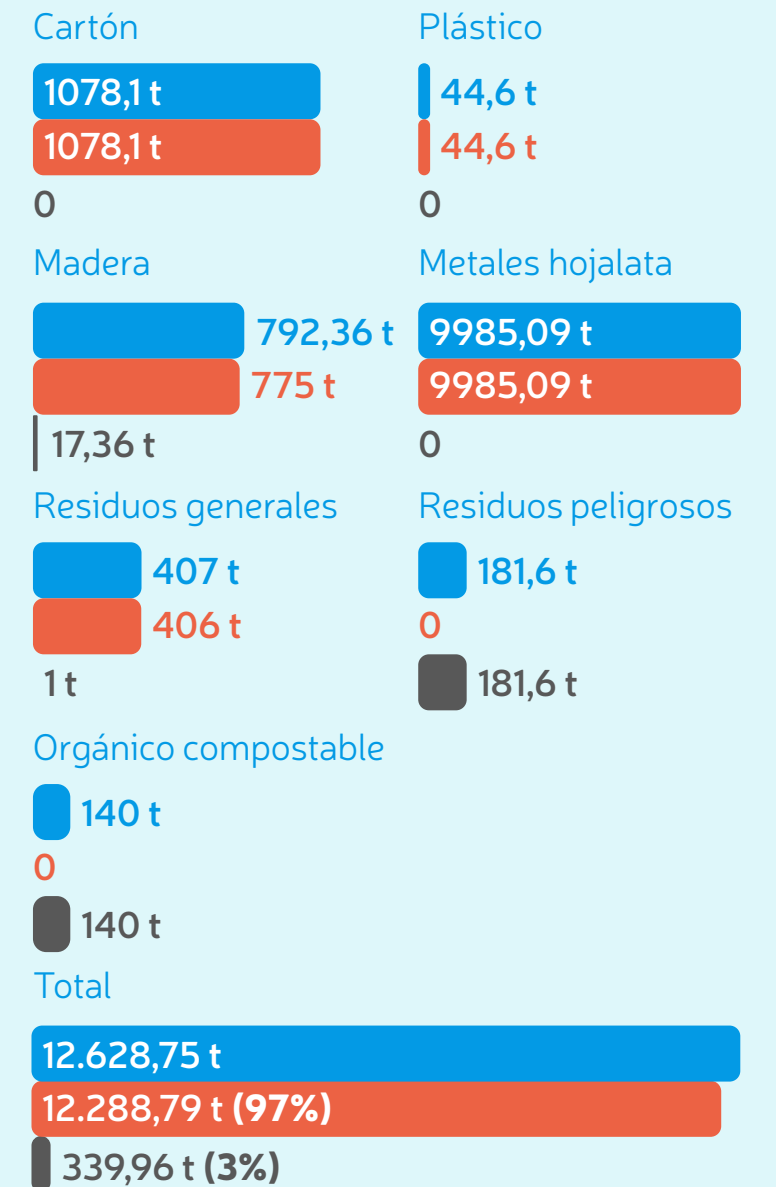 Cartón
1078,1 t
1078,1 t
0
Plástico
44,6 t
44,6 t
0
Madera
792,36 t
775 t
17,36 t
Metales hojalata
9985,09 t
9985,09 t
0
Residuos generales
407 t
406 t
1 t
Residuos peligrosos
181,6 t
0
181,6 t
Orgánico compostable
140 t
0
140 t
Total
12.628,75 t
12.288,79 t (97%)
339,96 t (3%)